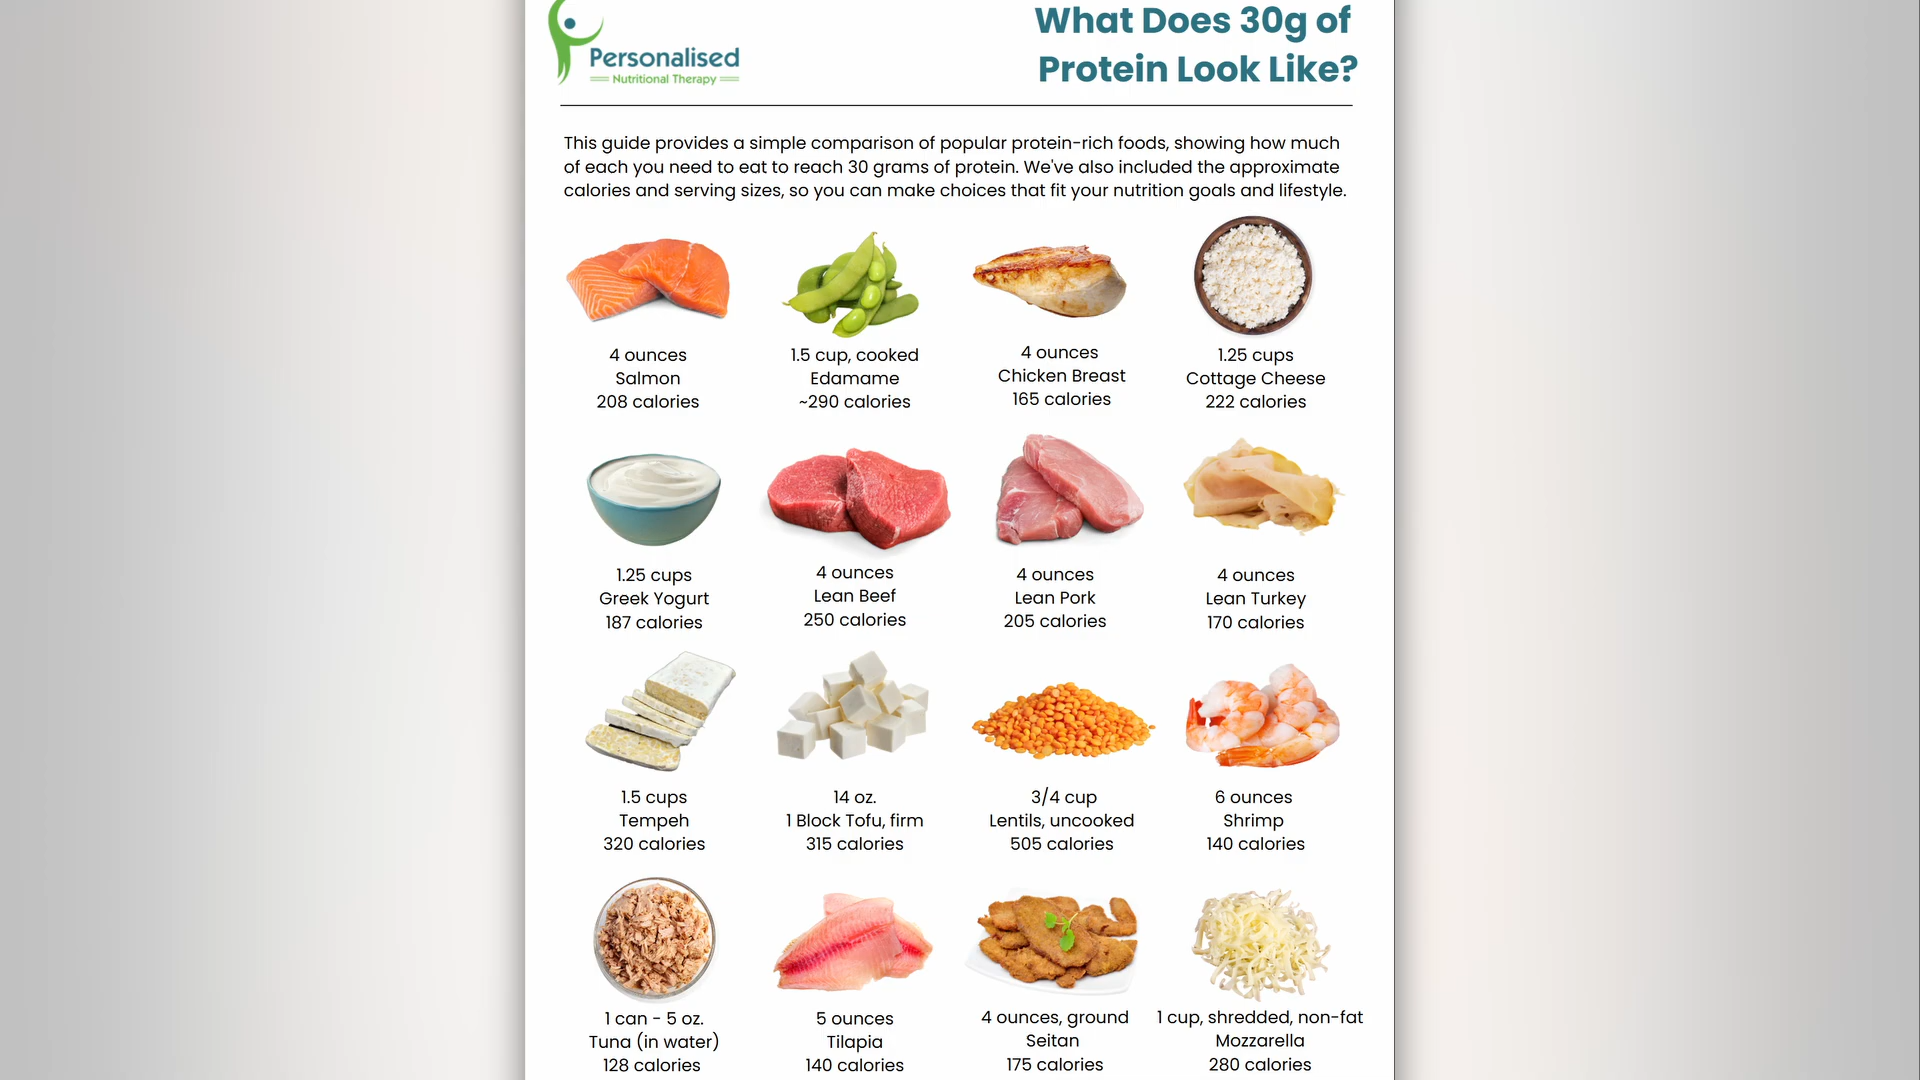 Personalised
Nutritional Therapy
What Does 30g of
Protein Look Like?
This guide provides a simple comparison of popular protein-rich foods, showing how much
of each you need to eat to reach 30 grams of protein. We've also included the approximate
calories and serving sizes, so you can make choices that fit your nutrition goals and lifestyle.
4 ounces
Salmon
208 calories
1.5 cup, cooked
Edamame
~290 calories
4 ounces
Chicken Breast
165 calories
1.25 cups
Cottage Cheese
222 calories
1.25 cups
Greek Yogurt
187 calories
4 ounces
Lean Beef
250 calories
4 ounces
Lean Pork
205 calories
4 ounces
Lean Turkey
170 calories
1.5 cups
Tempeh
320 calories
14 oz.
1 Block Tofu, firm
315 calories
3/4 cup
Lentils, uncooked
505 calories
6 ounces
Shrimp
140 calories
1 can - 5 oz.
Tuna (in water)
128 calories
5 ounces
Tilapia
140 calories
4 ounces, ground
Seitan
175 calories
1 cup, shredded, non-fat
Mozzarella
280 calories